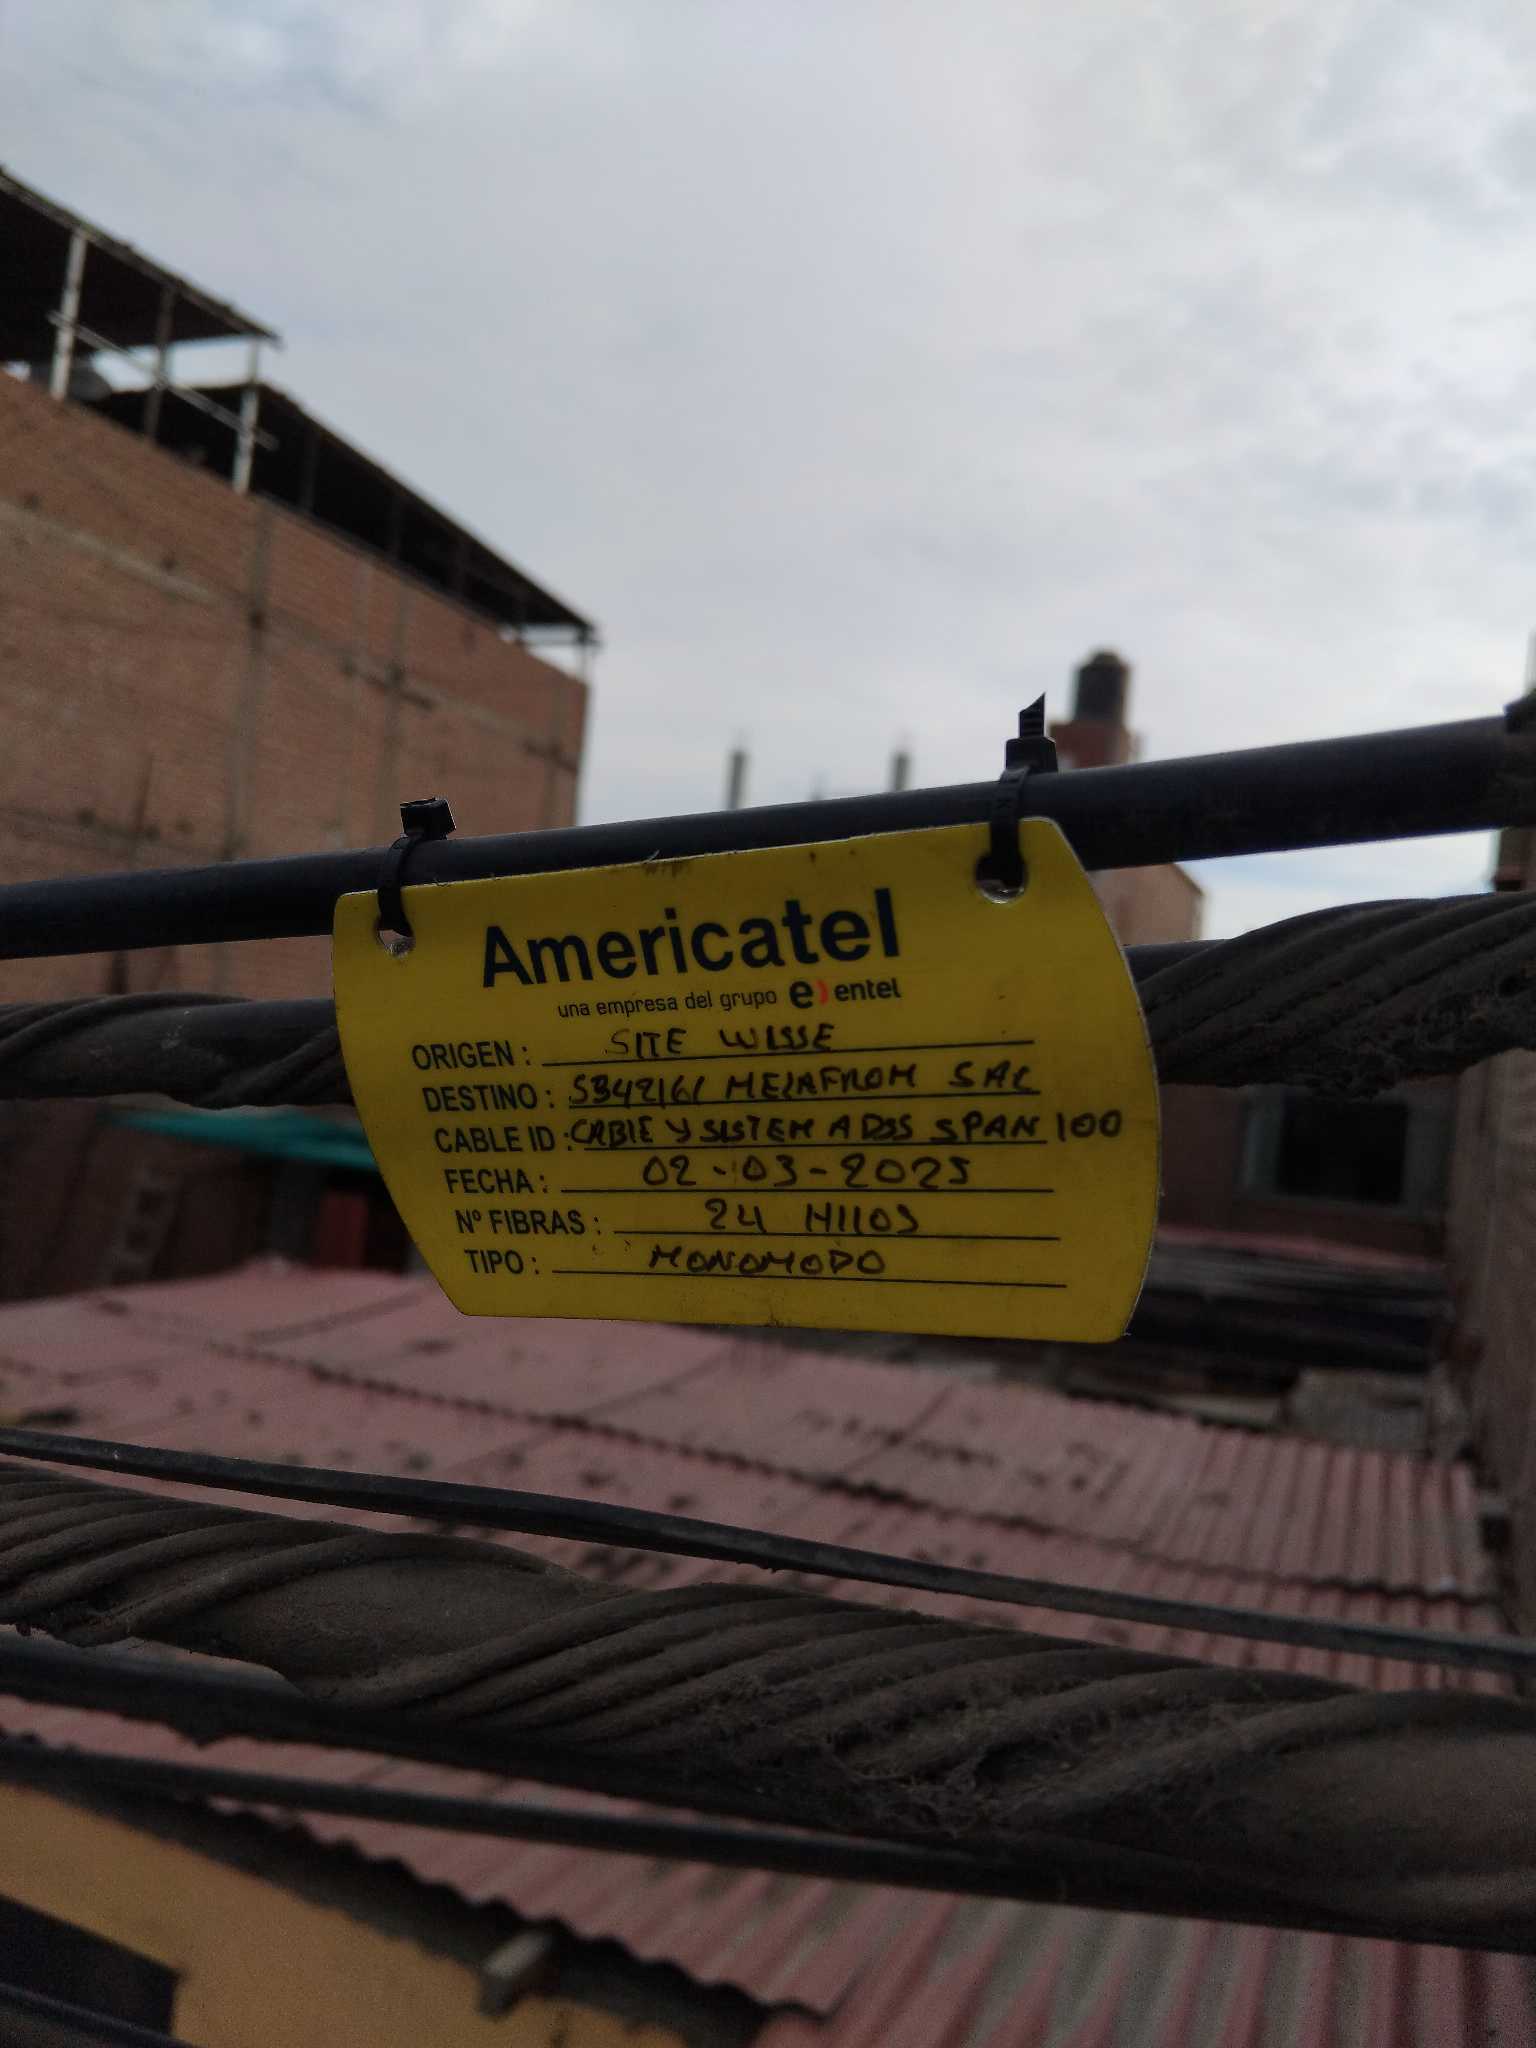 Americatel
una empresa del grupo e) entel
ORIGEN : SITE WISSE
DESTINO : SB42161 MELAFROM SAC
CABLE ID : CABLE Y SISTEM ADSS SPAN 100
FECHA : 02-03-2025
Nº FIBRAS : 24 HILOS
TIPO : MONOMODO